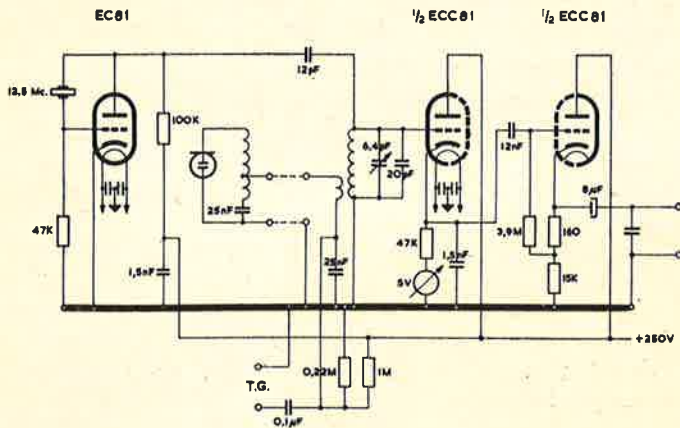 EC81
1/2 ECC81
1/2 ECC81
13,5 Mc.
12pF
100K
6,4pF
20pF
12nF
8µF
25nF
47K
1,5nF
25nF
47K
1,5nF
5V
3,9M
160
15K
+250V
T.G.
0,22M
1M
0,1µF